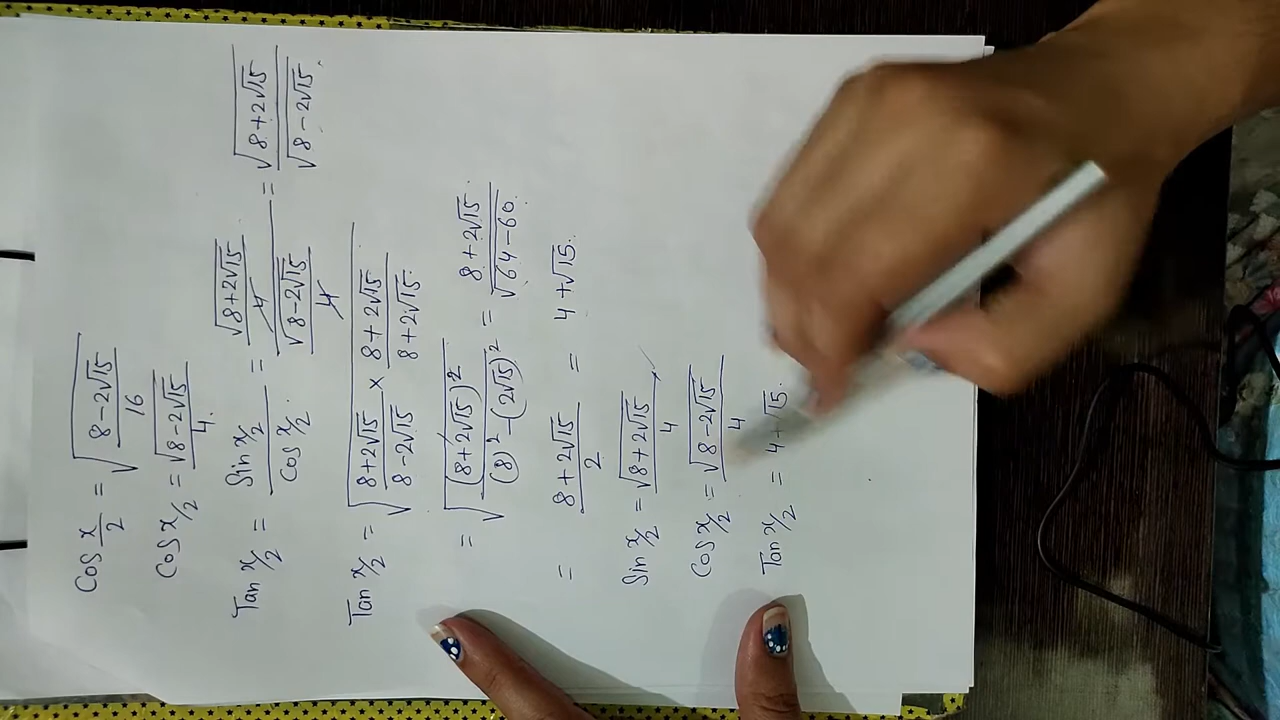 Cos x/2 = √((8-2√15)/16)
Cos x/2 = √(8-2√15)/4.
Tan x/2 = Sin x/2 / Cos x/2. = (√(8+2√15)/4) / (√(8-2√15)/4) = √(8+2√15) / √(8-2√15).
Tan x/2 = √((8+2√15)/(8-2√15) × (8+2√15)/(8+2√15))
= √((8+2√15)²/((8)²-(2√15)²)) = (8+2√15)/√(64-60)
= (8+2√15)/2 = 4+√15.
Sin x/2 = √(8+2√15)/4
Cos x/2 = √(8-2√15)/4
Tan x/2 = 4+√15.